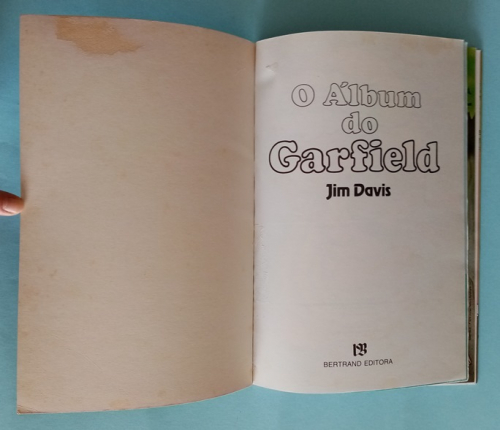 O Álbum
do
Garfield
Jim Davis
BERTRAND EDITORA